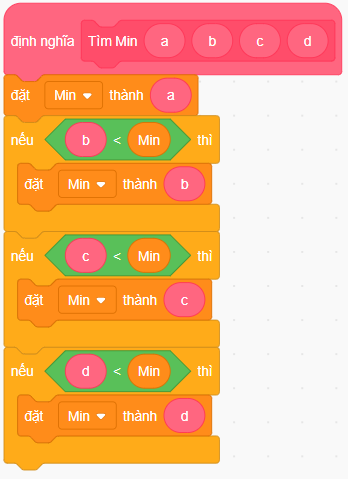 định nghĩa Tìm Min a b c d
đặt Min thành a
nếu b < Min thì
đặt Min thành b
nếu c < Min thì
đặt Min thành c
nếu d < Min thì
đặt Min thành d